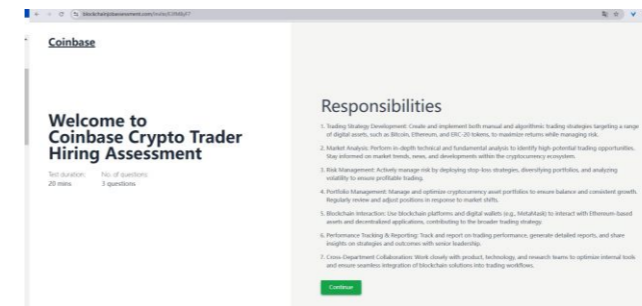 Coinbase
Welcome to
Coinbase Crypto Trader
Hiring Assessment
Test duration:
20 mins
No. of questions:
3 questions
Responsibilities
1. Trading Strategy Development: Create and implement both manual and algorithmic trading strategies targeting a range
of digital assets, such as Bitcoin, Ethereum, and ERC-20 tokens, to maximize returns while managing risk.
2. Market Analysis: Perform in-depth technical and fundamental analysis to identify high potential trading opportunities.
Stay informed on market trends, news, and developments within the cryptocurrency ecosystem.
3. Risk Management: Actively manage risk by deploying stop-loss strategies, diversifying portfolios, and analyzing
volatility to ensure profitable trading.
4. Portfolio Management: Manage and optimize cryptocurrency asset portfolios to ensure balance and consistent growth.
Regularly review and adjust positions in response to market shifts.
5. Blockchain Interaction: Use blockchain platforms and digital wallets (e.g., MetaMask) to interact with Ethereum-based
assets and decentralized applications, contributing to the broader trading strategy.
6. Performance Tracking & Reporting: Track and report on trading performance, generate detailed reports, and share
insights on strategies and outcomes with senior leadership.
7. Cross-Department Collaboration: Work closely with product, technology, and research teams to optimize internal tools
and ensure seamless integration of blockchain solutions into trading workflows.
Continue